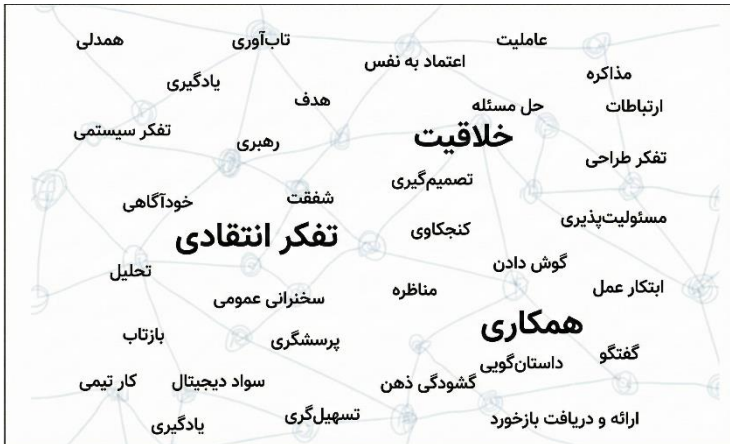 عاملیت
تاب‌آوری
همدلی
اعتماد به نفس
مذاکره
یادگیری
هدف
ارتباطات
حل مسئله
خلاقیت
تفکر سیستمی
رهبری
تفکر طراحی
تصمیم‌گیری
شفقت
خودآگاهی
مسئولیت‌پذیری
کنجکاوی
تفکر انتقادی
گوش دادن
تحلیل
ابتکار عمل
مناظره
سخنرانی عمومی
همکاری
بازتاب
پرسشگری
گفتگو
داستان‌گویی
گشودگی ذهن
سواد دیجیتال
کار تیمی
ارائه و دریافت بازخورد
تسهیل‌گری
یادگیری